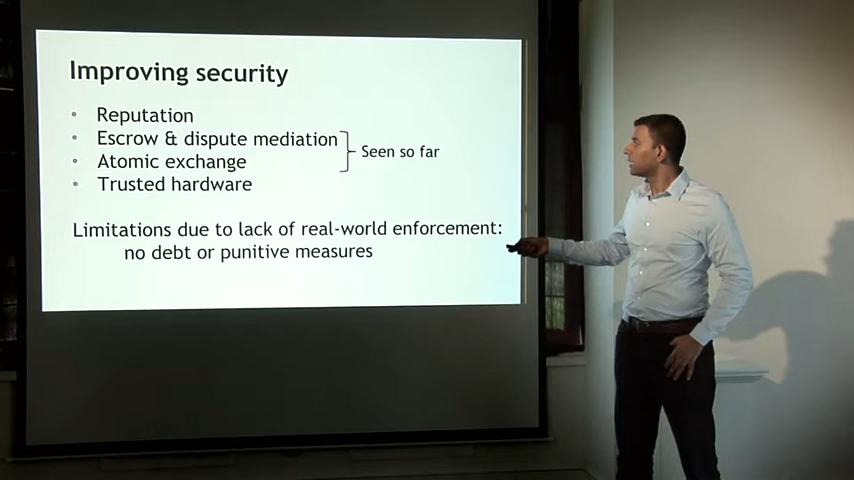 Improving security
• Reputation
• Escrow & dispute mediation
• Atomic exchange
Seen so far
• Trusted hardware
Limitations due to lack of real-world enforcement:
no debt or punitive measures